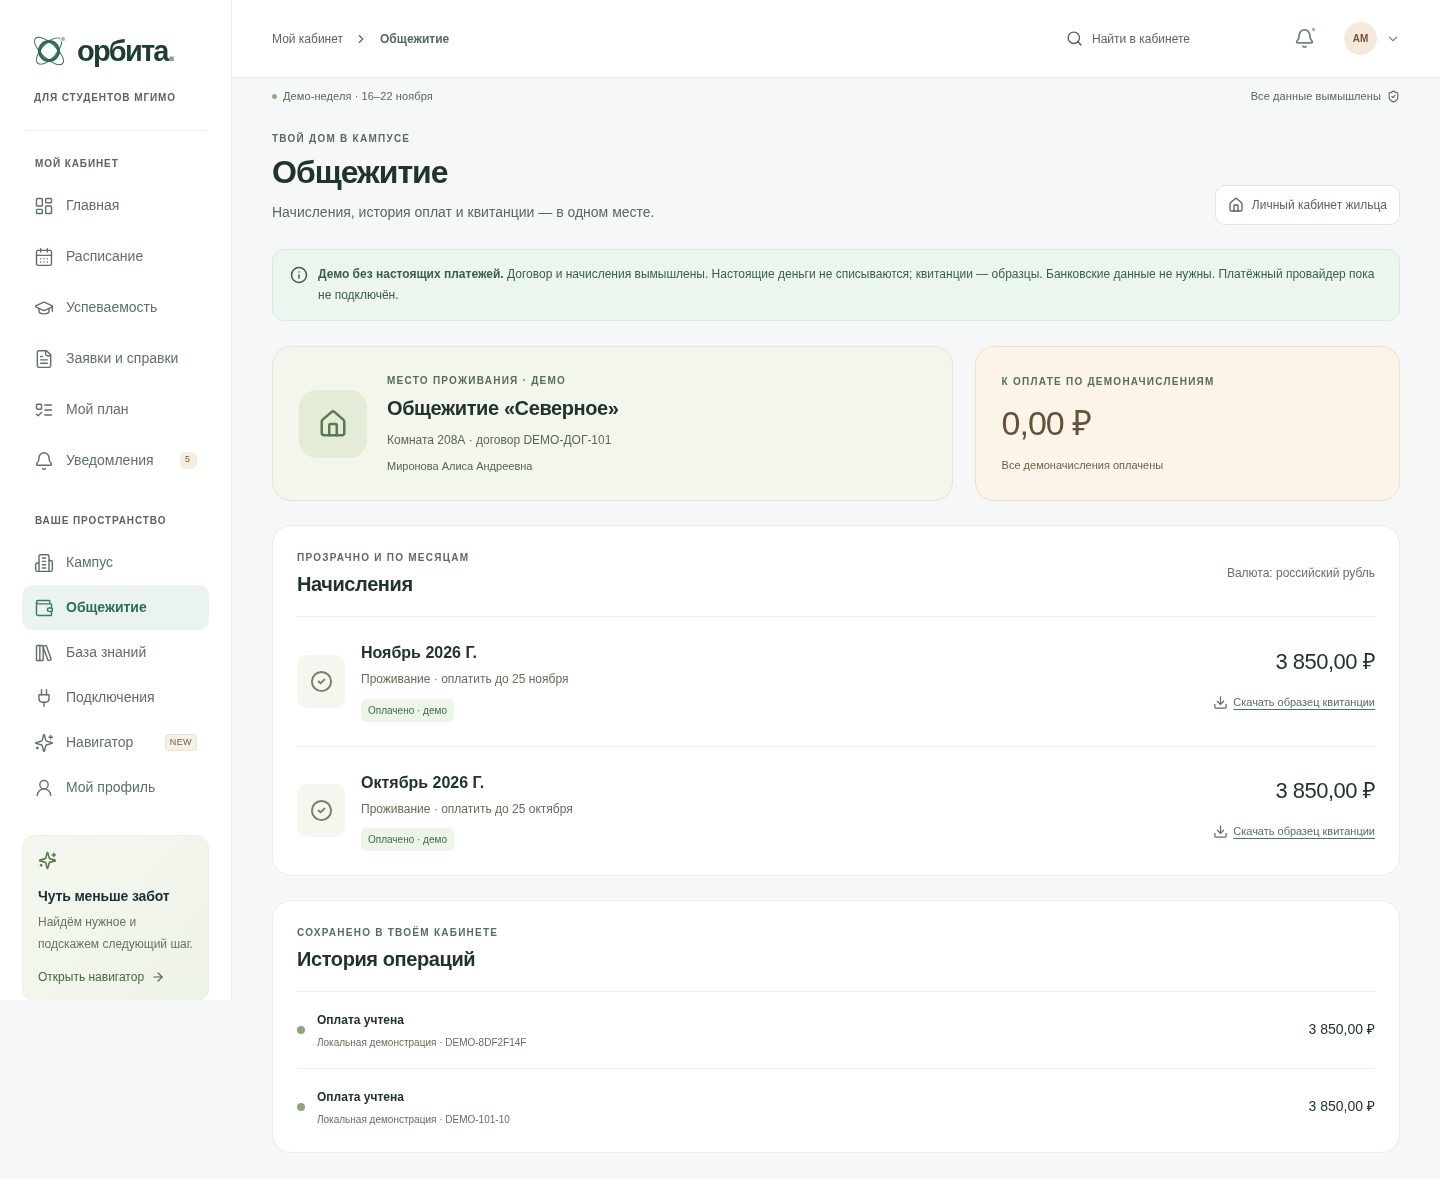 орбита.
ДЛЯ СТУДЕНТОВ МГИМО
МОЙ КАБИНЕТ
Главная
Расписание
Успеваемость
Заявки и справки
Мой план
Уведомления 5
ВАШЕ ПРОСТРАНСТВО
Кампус
Общежитие
База знаний
Подключения
Навигатор NEW
Мой профиль
Чуть меньше забот
Найдём нужное и
подскажем следующий шаг.
Открыть навигатор
Мой кабинет Общежитие
Найти в кабинете
АМ
Демо-неделя · 16–22 ноября
Все данные вымышлены
ТВОЙ ДОМ В КАМПУСЕ
Общежитие
Начисления, история оплат и квитанции — в одном месте.
Личный кабинет жильца
Демо без настоящих платежей. Договор и начисления вымышлены. Настоящие деньги не списываются; квитанции — образцы. Банковские данные не нужны. Платёжный провайдер пока
не подключён.
МЕСТО ПРОЖИВАНИЯ · ДЕМО
Общежитие «Северное»
Комната 208А · договор DEMO-ДОГ-101
Миронова Алиса Андреевна
К ОПЛАТЕ ПО ДЕМОНАЧИСЛЕНИЯМ
0,00 ₽
Все демоначисления оплачены
ПРОЗРАЧНО И ПО МЕСЯЦАМ
Начисления
Валюта: российский рубль
Ноябрь 2026 Г.
Проживание · оплатить до 25 ноября
Оплачено · демо
3 850,00 ₽
Скачать образец квитанции
Октябрь 2026 Г.
Проживание · оплатить до 25 октября
Оплачено · демо
3 850,00 ₽
Скачать образец квитанции
СОХРАНЕНО В ТВОЁМ КАБИНЕТЕ
История операций
Оплата учтена
Локальная демонстрация · DEMO-8DF2F14F
3 850,00 ₽
Оплата учтена
Локальная демонстрация · DEMO-101-10
3 850,00 ₽